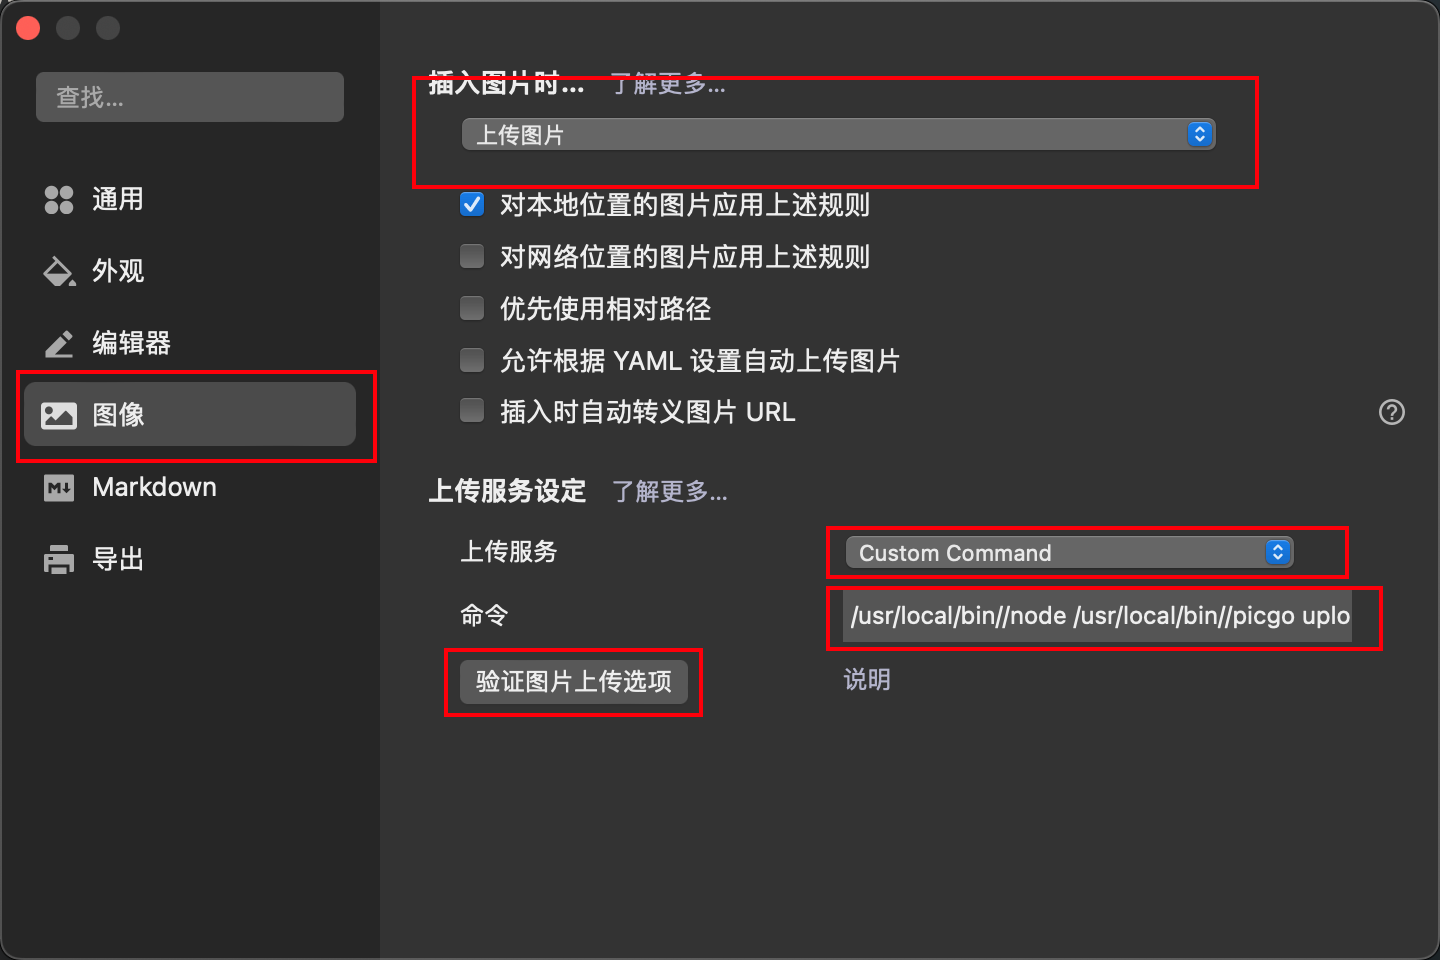 查找...
通用
外观
编辑器
图像
Markdown
导出
插入图片时... 了解更多...
上传图片
对本地位置的图片应用上述规则
对网络位置的图片应用上述规则
优先使用相对路径
允许根据 YAML 设置自动上传图片
插入时自动转义图片 URL
上传服务设定 了解更多...
上传服务 Custom Command
命令 /usr/local/bin//node /usr/local/bin//picgo uplo
验证图片上传选项 说明